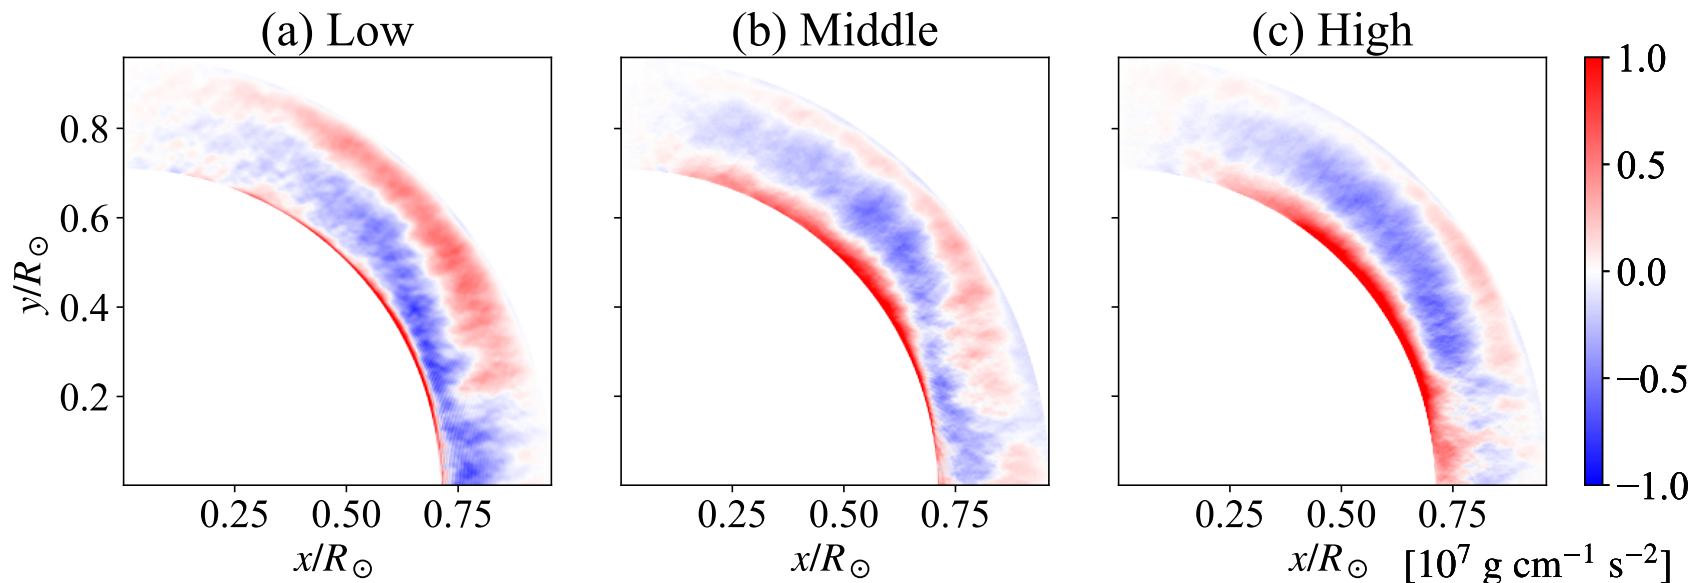 (a) Low (b) Middle (c) High
y/R☉
0.8
0.6
0.4
0.2
0.25 0.50 0.75
x/R☉
0.25 0.50 0.75
x/R☉
0.25 0.50 0.75
x/R☉
1.0
0.5
0.0
−0.5
−1.0
[10⁷ g cm⁻¹ s⁻²]